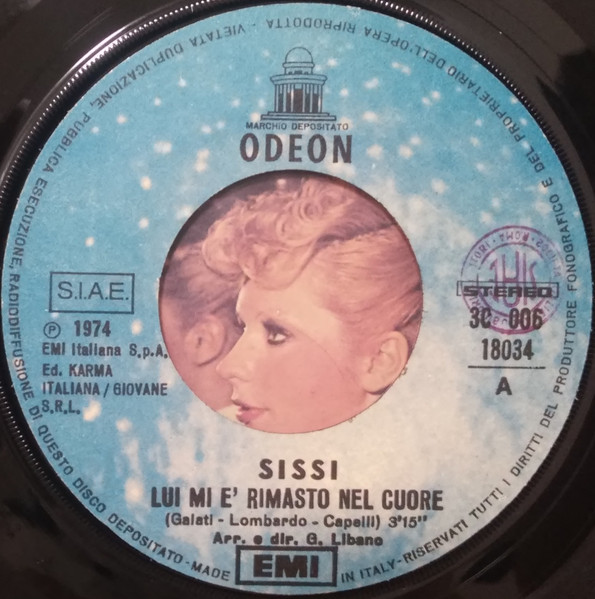 VIETATA DUPLICAZIONE, PUBBLICA ESECUZIONE, RADIODIFFUSIONE DI QUESTO DISCO DEPOSITATO - MADE IN ITALY - RISERVATI TUTTI I DIRITTI DEL PRODUTTORE FONOGRAFICO E DEL PROPRIETARIO DELL'OPERA RIPRODOTTA -
MARCHIO DEPOSITATO
ODEON
S.I.A.E.
Ⓟ 1974
EMI Italiana S.p.A.
Ed. KARMA
ITALIANA / GIOVANE
S.R.L.
STEREO
3C 006
18034
A
SISSI
LUI MI E' RIMASTO NEL CUORE
(Galati - Lombardo - Capelli) 3'15"
Arr. e dir. G. Libano
EMI